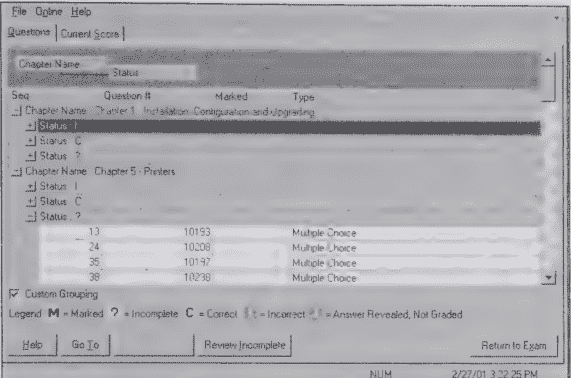 File Online Help
Questions Current Score
Chapter Name
Status
Seq Question # Marked Type
Chapter Name : Chapter 1 - Installation, Configuration and Upgrading
Status : I
Status : C
Status : ?
Chapter Name : Chapter 5 - Printers
Status : I
Status : C
Status : ?
13 10193 Multiple Choice
24 10208 Multiple Choice
35 10197 Multiple Choice
38 10238 Multiple Choice
Custom Grouping
Legend M = Marked ? = Incomplete C = Correct = Incorrect = Answer Revealed, Not Graded
Help Go To Review Incomplete Return to Exam
NUM 2/27/01 3:22:25 PM